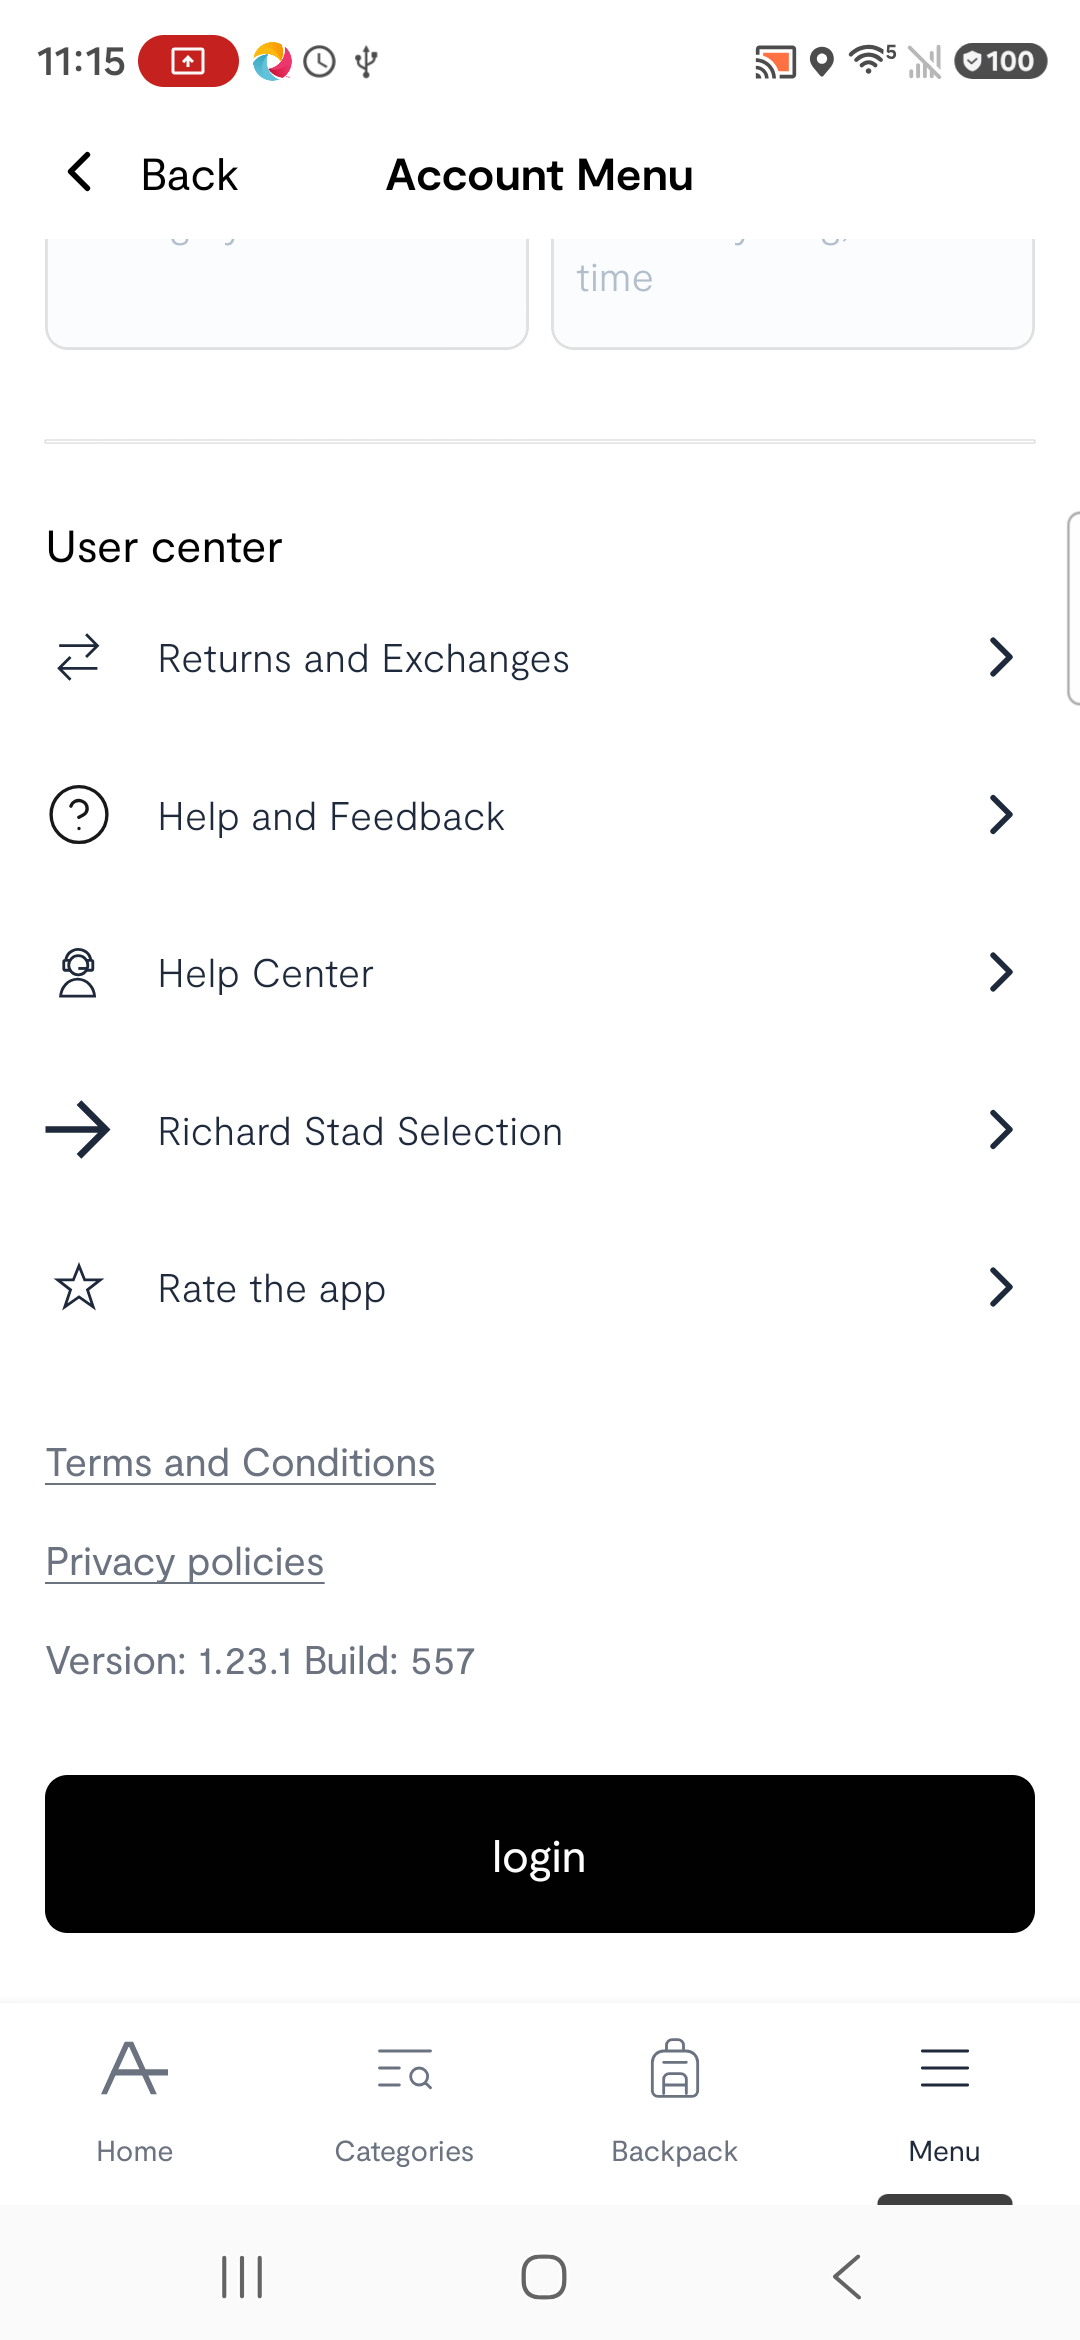 11:15
5
100
Back
Account Menu
time
User center
Returns and Exchanges
Help and Feedback
Help Center
Richard Stad Selection
Rate the app
Terms and Conditions
Privacy policies
Version: 1.23.1 Build: 557
login
Home
Categories
Backpack
Menu